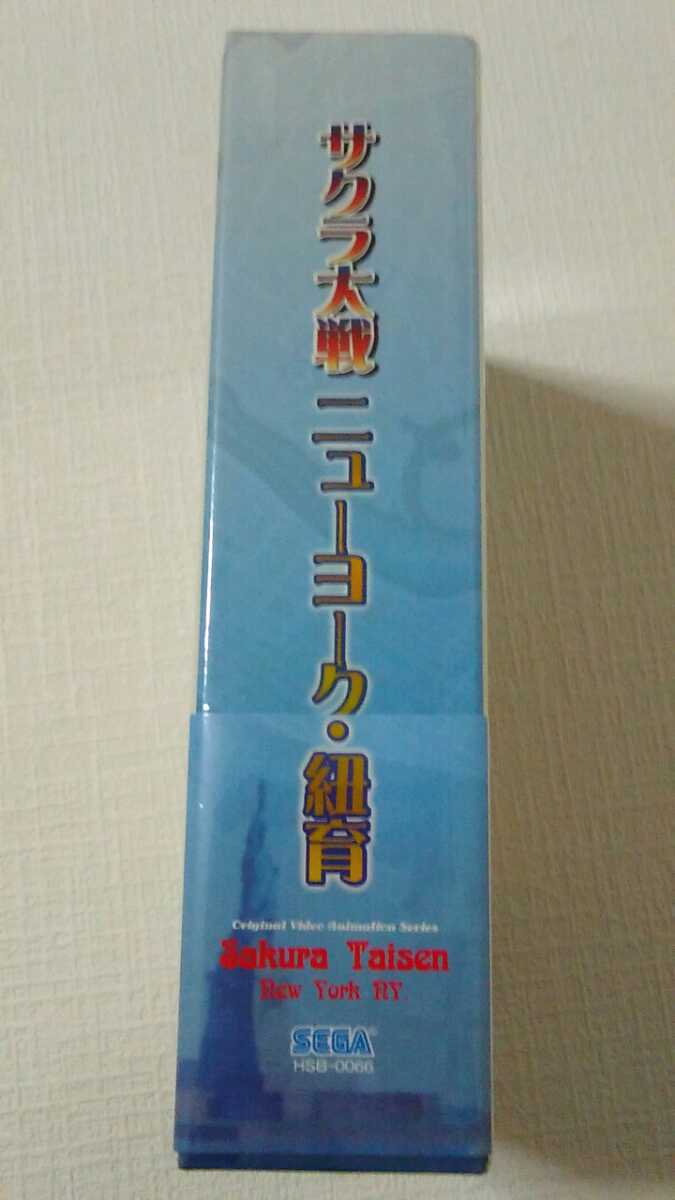 サクラ大戦 ニューヨーク・紐育
Original Video Animation Series
Sakura Taisen
New York NY.
SEGA®
HSB-0066